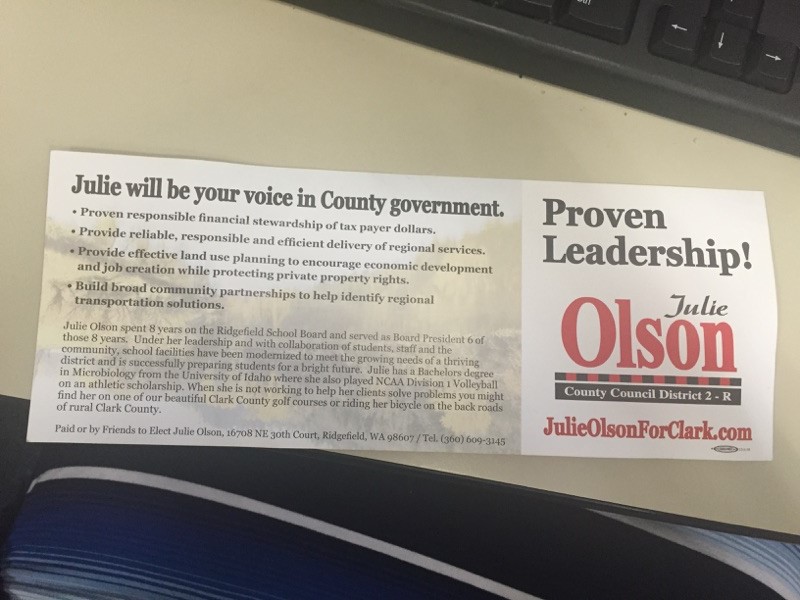 Julie will be your voice in County government.
• Proven responsible financial stewardship of tax payer dollars.
• Provide reliable, responsible and efficient delivery of regional services.
• Provide effective land use planning to encourage economic development
and job creation while protecting private property rights.
• Build broad community partnerships to help identify regional
transportation solutions.
Julie Olson spent 8 years on the Ridgefield School Board and served as Board President 6 of
those 8 years. Under her leadership and with collaboration of students, staff and the
community, school facilities have been modernized to meet the growing needs of a thriving
district and is successfully preparing students for a bright future. Julie has a Bachelors degree
in Microbiology from the University of Idaho where she also played NCAA Division 1 Volleyball
on an athletic scholarship. When she is not working to help her clients solve problems you might
find her on one of our beautiful Clark County golf courses or riding her bicycle on the back roads
of rural Clark County.
Paid or by Friends to Elect Julie Olson, 16708 NE 30th Court, Ridgefield, WA 98607 / Tel. (360) 609-3145
Proven
Leadership!
Julie
Olson
County Council District 2 - R
JulieOlsonForClark.com